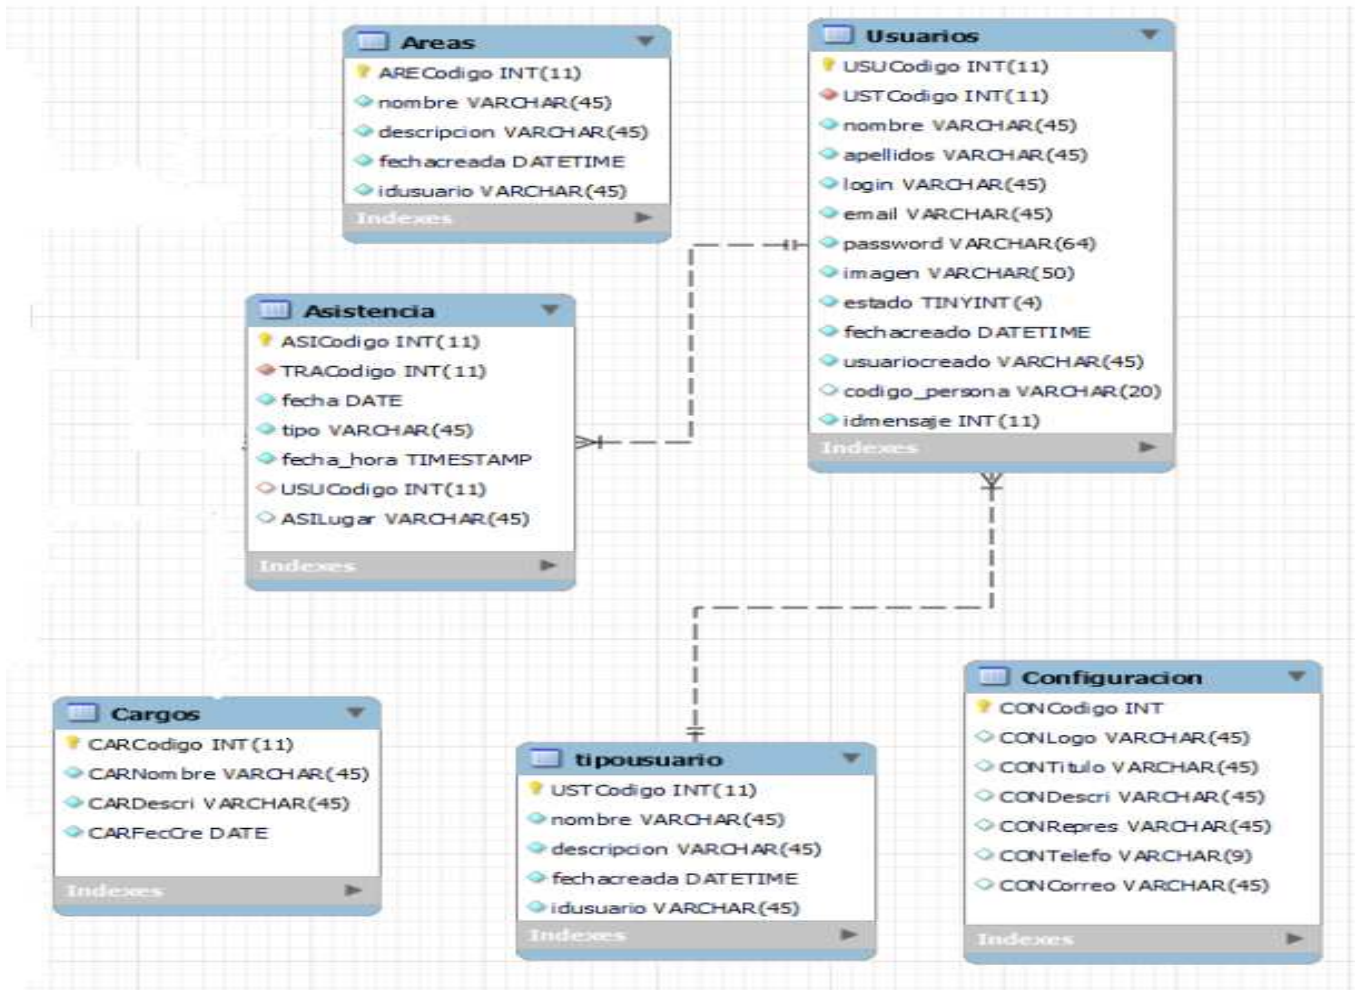 Areas
ARECodigo INT(11)
nombre VARCHAR(45)
descripcion VARCHAR(45)
fechacreada DATETIME
idusuario VARCHAR(45)
Indexes
Usuarios
USUCodigo INT(11)
USTCodigo INT(11)
nombre VARCHAR(45)
apellidos VARCHAR(45)
login VARCHAR(45)
email VARCHAR(45)
password VARCHAR(64)
imagen VARCHAR(50)
estado TINYINT(4)
fechacreado DATETIME
usuariocreado VARCHAR(45)
codigo_persona VARCHAR(20)
idmensaje INT(11)
Indexes
Asistencia
ASICodigo INT(11)
TRACodigo INT(11)
fecha DATE
tipo VARCHAR(45)
fecha_hora TIMESTAMP
USUCodigo INT(11)
ASILugar VARCHAR(45)
Indexes
Cargos
CARCodigo INT(11)
CARNombre VARCHAR(45)
CARDescri VARCHAR(45)
CARFecCre DATE
Indexes
tipousuario
USTCodigo INT(11)
nombre VARCHAR(45)
descripcion VARCHAR(45)
fechacreada DATETIME
idusuario VARCHAR(45)
Indexes
Configuracion
CONCodigo INT
CONLogo VARCHAR(45)
CONTitulo VARCHAR(45)
CONDescri VARCHAR(45)
CONRepres VARCHAR(45)
CONTelefo VARCHAR(9)
CONCorreo VARCHAR(45)
Indexes